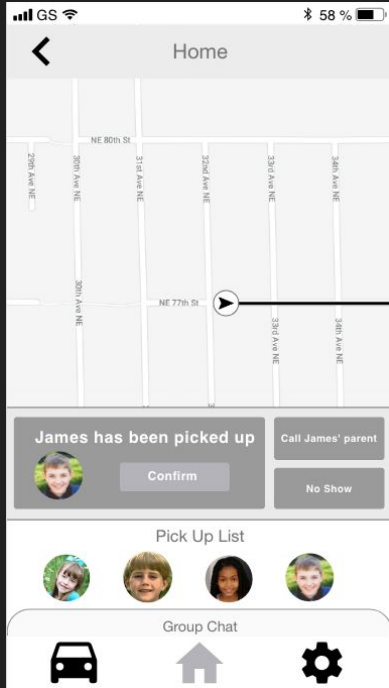 GS 58 %
Home
NE 80th St
29th Ave NE
30th Ave NE
31st Ave NE
32nd Ave NE
33rd Ave NE
34th Ave NE
30th Ave NE
NE 77th St
33rd Ave NE
34th Ave NE
James has been picked up
Confirm
Call James' parent
No Show
Pick Up List
Group Chat